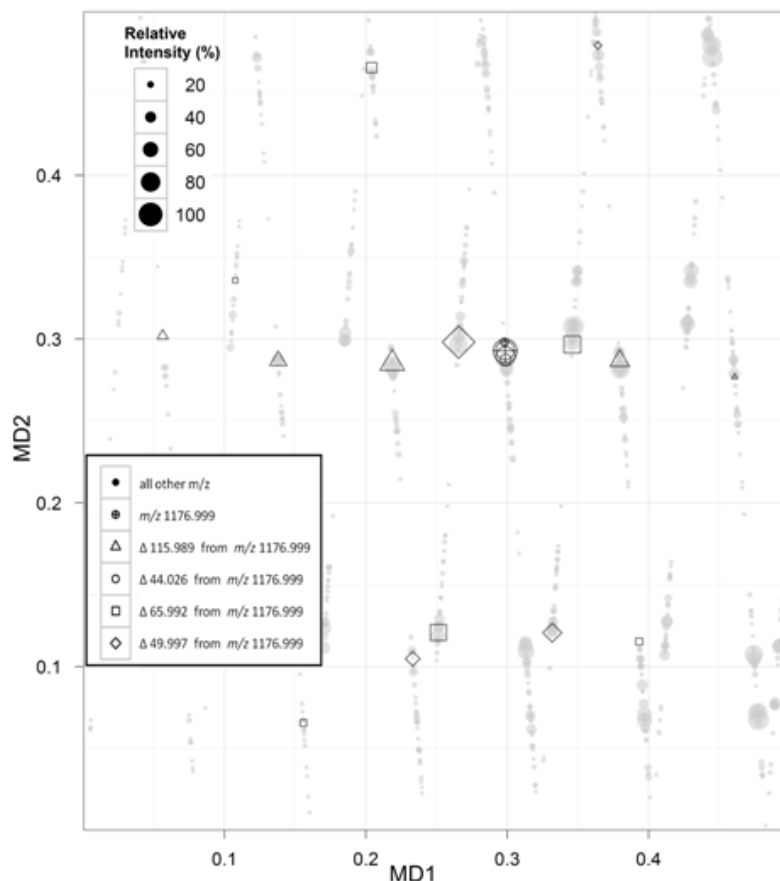 Relative
Intensity (%)
20
40
60
80
100
0.4
0.3
MD2
0.2
all other m/z
m/z 1176.999
Δ 115.989 from m/z 1176.999
Δ 44.026 from m/z 1176.999
Δ 65.992 from m/z 1176.999
Δ 49.997 from m/z 1176.999
0.1
0.1 0.2 0.3 0.4
MD1